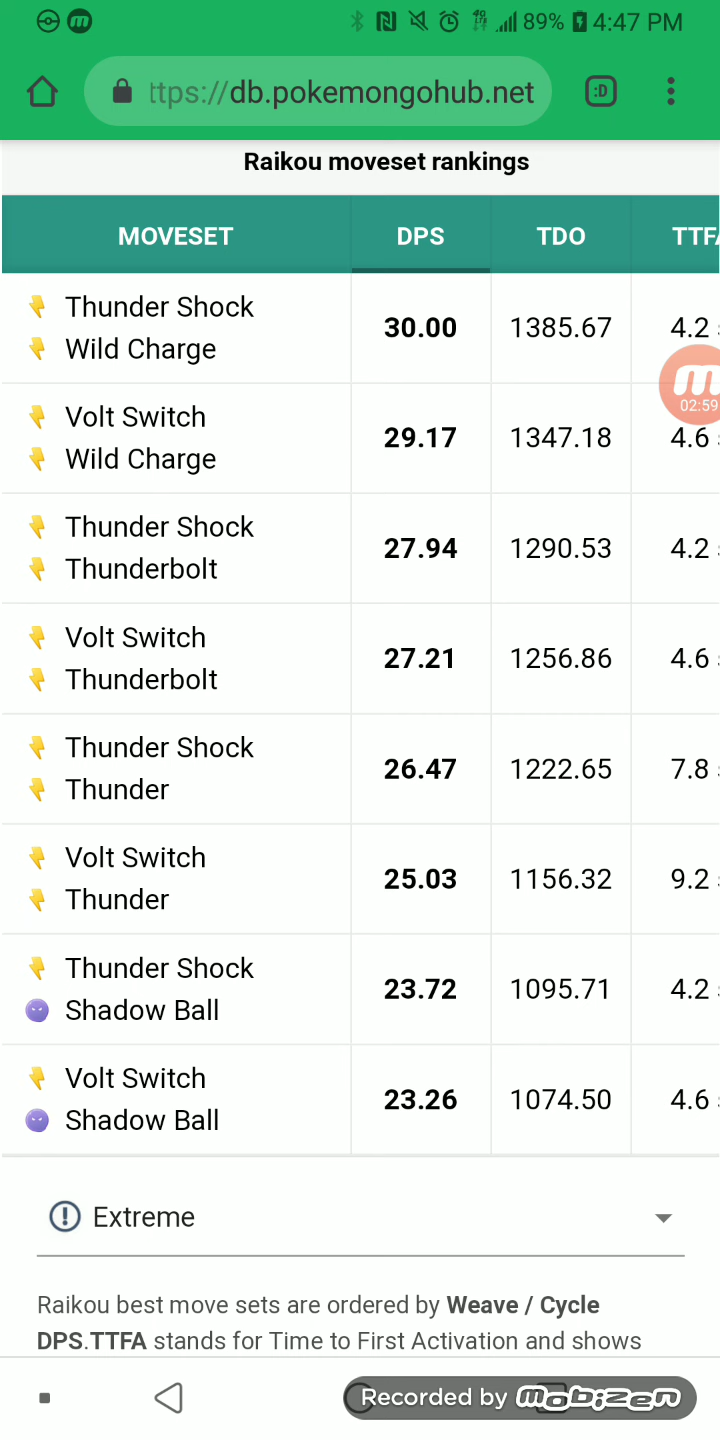 89% 4:47 PM
ttps://db.pokemongohub.net
:D
Raikou moveset rankings
MOVESET DPS TDO TTFA
Thunder Shock
Wild Charge
30.00 1385.67 4.2 s
02:59
Volt Switch
Wild Charge
29.17 1347.18 4.6 s
Thunder Shock
Thunderbolt
27.94 1290.53 4.2 s
Volt Switch
Thunderbolt
27.21 1256.86 4.6 s
Thunder Shock
Thunder
26.47 1222.65 7.8 s
Volt Switch
Thunder
25.03 1156.32 9.2 s
Thunder Shock
Shadow Ball
23.72 1095.71 4.2 s
Volt Switch
Shadow Ball
23.26 1074.50 4.6 s
Extreme
Raikou best move sets are ordered by Weave / Cycle
DPS.TTFA stands for Time to First Activation and shows
Recorded by mobizen